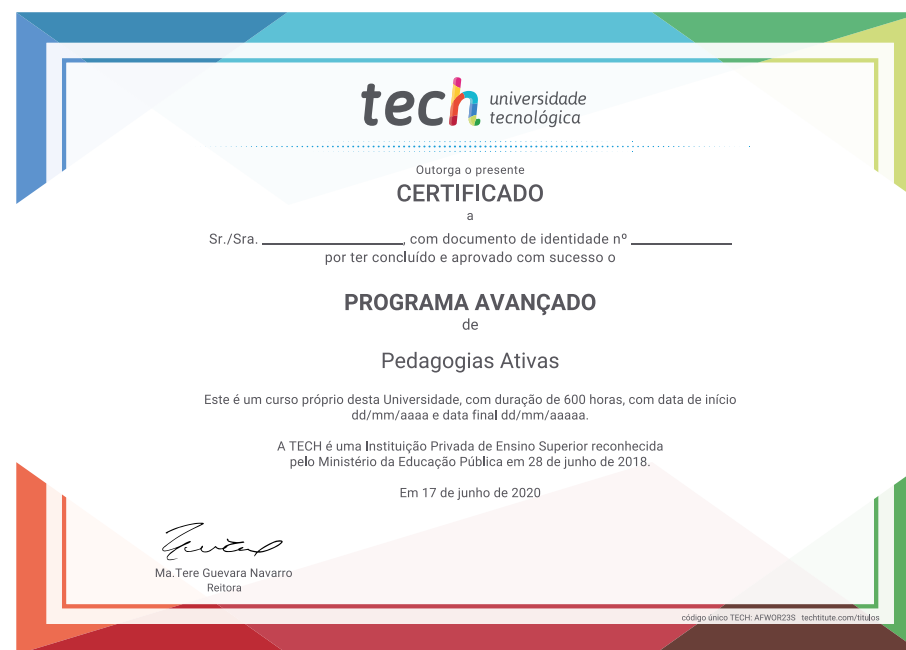 tech universidade
tecnológica
Outorga o presente
CERTIFICADO
a
Sr./Sra. ____________, com documento de identidade nº ____________
por ter concluído e aprovado com sucesso o
PROGRAMA AVANÇADO
de
Pedagogias Ativas
Este é um curso próprio desta Universidade, com duração de 600 horas, com data de início
dd/mm/aaaa e data final dd/mm/aaaaa.
A TECH é uma Instituição Privada de Ensino Superior reconhecida
pelo Ministério da Educação Pública em 28 de junho de 2018.
Em 17 de junho de 2020
Ma.Tere Guevara Navarro
Reitora
código único TECH: AFWOR23S techtitute.com/titulos